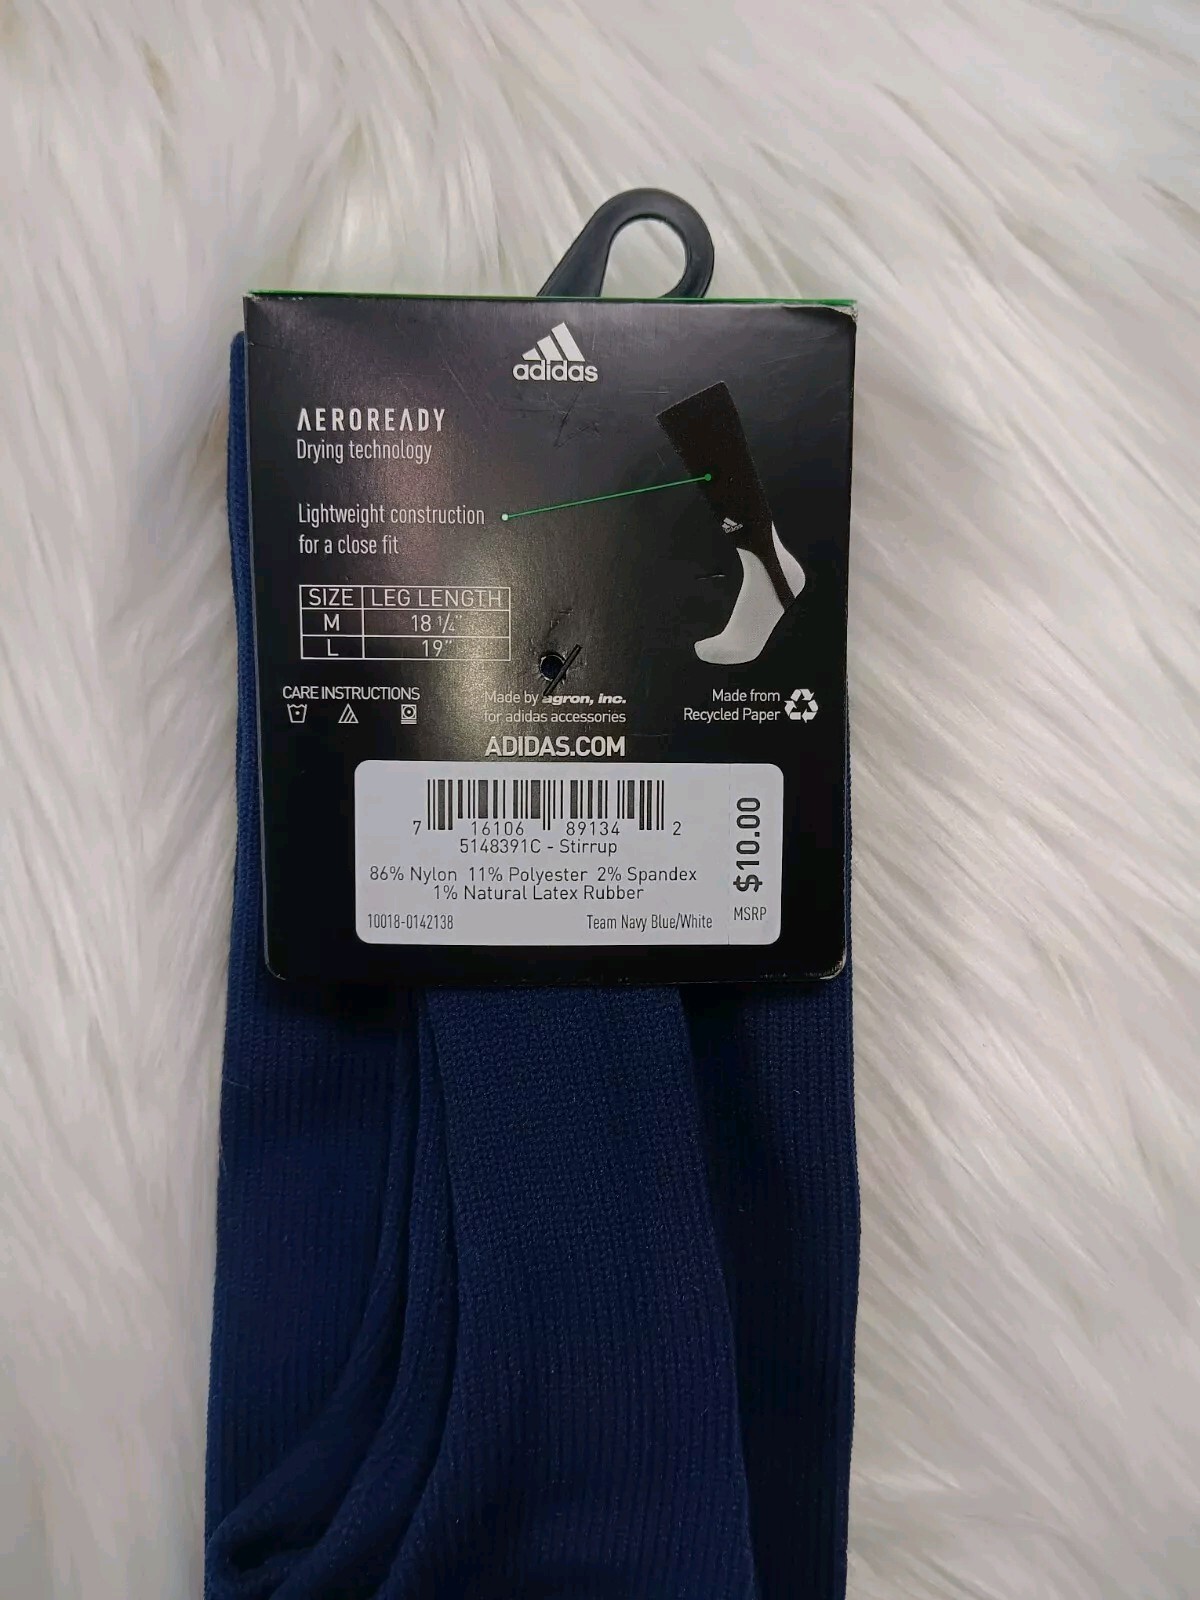 adidas
AEROREADY
Drying technology
Lightweight construction
for a close fit
adidas
SIZE LEG LENGTH
M 18 1/4"
L 19"
CARE INSTRUCTIONS
Made by agron, inc.
for adidas accessories
ADIDAS.COM
Made from
Recycled Paper
7 16106 89134 2
5148391C - Stirrup
86% Nylon 11% Polyester 2% Spandex
1% Natural Latex Rubber
10018-0142138 Team Navy Blue/White
$10.00
MSRP